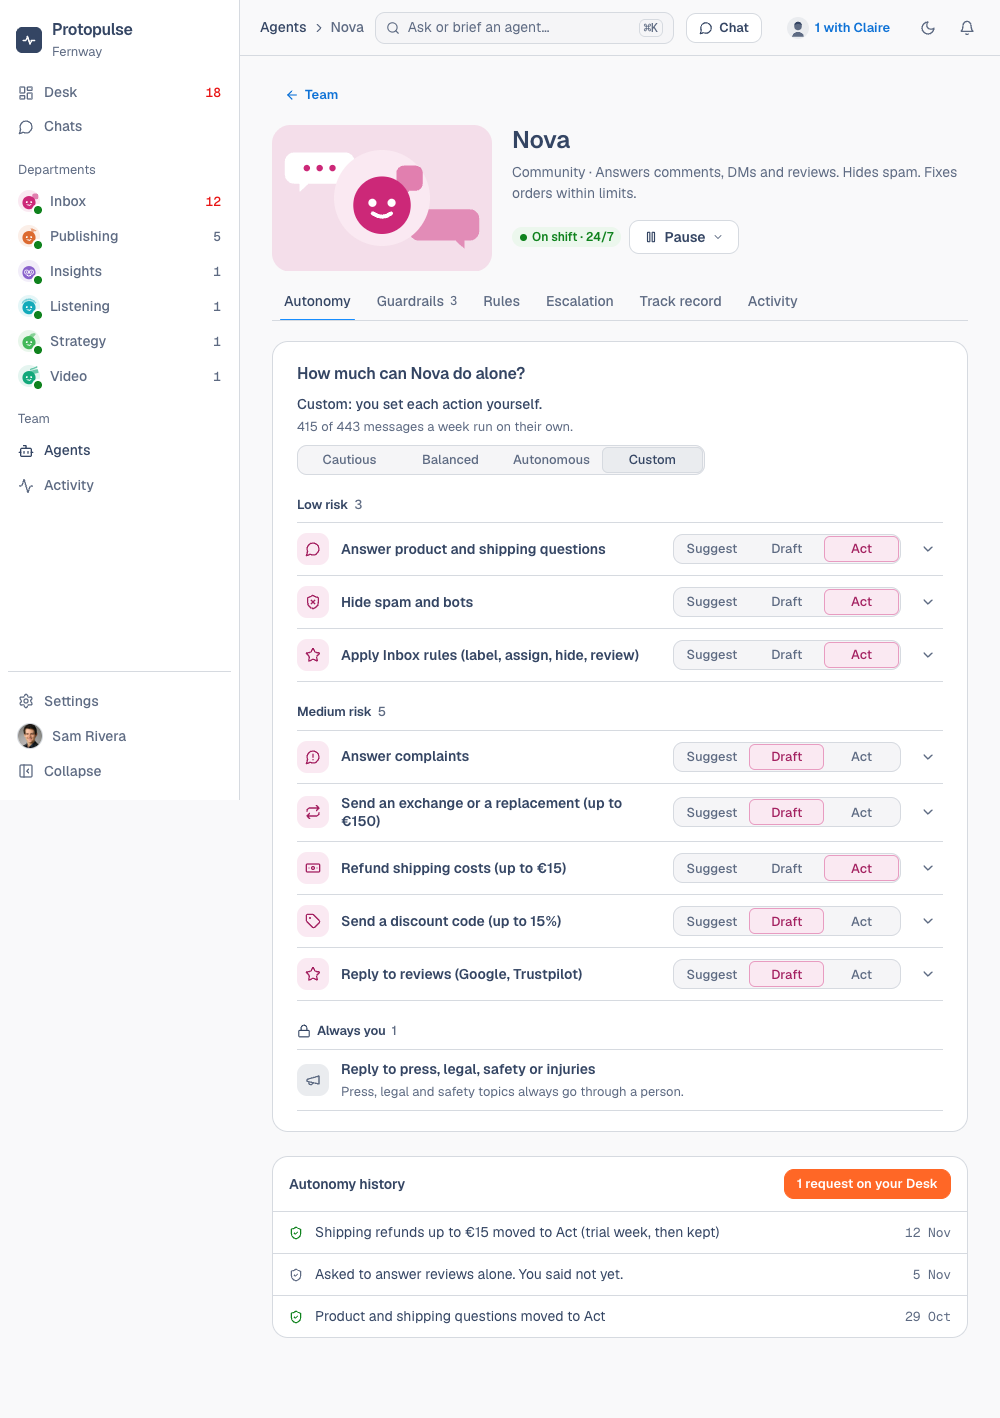 Protopulse
Fernway
Desk 18
Chats
Departments
Inbox 12
Publishing 5
Insights 1
Listening 1
Strategy 1
Video 1
Team
Agents
Activity
Settings
Sam Rivera
Collapse
Agents > Nova
Ask or brief an agent... ⌘K
Chat
1 with Claire
← Team
Nova
Community · Answers comments, DMs and reviews. Hides spam. Fixes
orders within limits.
On shift · 24/7
Pause
Autonomy
Guardrails 3
Rules
Escalation
Track record
Activity
How much can Nova do alone?
Custom: you set each action yourself.
415 of 443 messages a week run on their own.
Cautious Balanced Autonomous Custom
Low risk 3
Answer product and shipping questions Suggest Draft Act
Hide spam and bots Suggest Draft Act
Apply Inbox rules (label, assign, hide, review) Suggest Draft Act
Medium risk 5
Answer complaints Suggest Draft Act
Send an exchange or a replacement (up to
€150) Suggest Draft Act
Refund shipping costs (up to €15) Suggest Draft Act
Send a discount code (up to 15%) Suggest Draft Act
Reply to reviews (Google, Trustpilot) Suggest Draft Act
Always you 1
Reply to press, legal, safety or injuries
Press, legal and safety topics always go through a person.
Autonomy history
1 request on your Desk
Shipping refunds up to €15 moved to Act (trial week, then kept) 12 Nov
Asked to answer reviews alone. You said not yet. 5 Nov
Product and shipping questions moved to Act 29 Oct